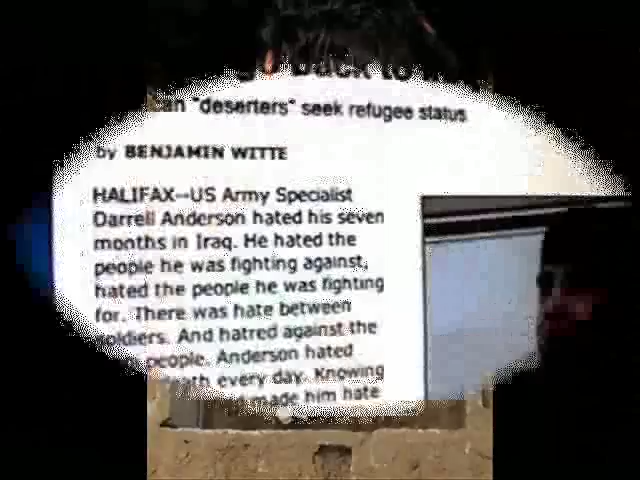 back to
"deserters" seek refugee status
by BENJAMIN WITTE
HALIFAX—US Army Specialist
Darrell Anderson hated his seven
months in Iraq. He hated the
people he was fighting against,
hated the people he was fighting
for. There was hate between
soldiers. And hatred against the
people. Anderson hated
every day. Knowing
made him hate